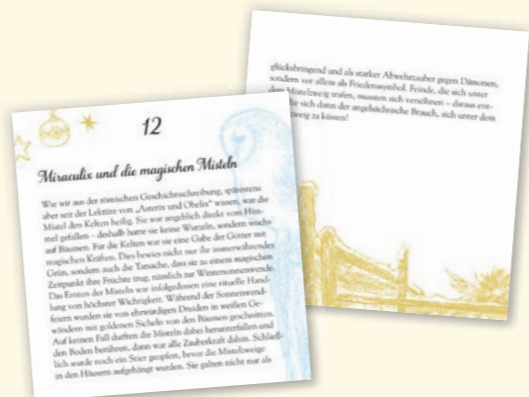 12
Miraculix und die magischen Misteln
Wie wir aus der römischen Geschichtsschreibung, spätestens
aber seit der Lektüre von „Asterix und Obelix“ wissen, war die
Mistel den Kelten heilig. Sie war angeblich direkt vom Him-
mel gefallen – deshalb hatte sie keine Wurzeln, sondern wuchs
auf Bäumen. Für die Kelten war sie eine Gabe der Götter mit
magischen Kräften. Dies bewies nicht nur ihr immerwährendes
Grün, sondern auch die Tatsache, dass sie zu einem magischen
Zeitpunkt ihre Früchte trug, nämlich zur Wintersonnenwende.
Das Ernten der Misteln war infolgedessen eine rituelle Hand-
lung von höchster Wichtigkeit. Während der Sonnenwend-
feiern wurden sie von ehrwürdigen Druiden in weißen Ge-
wändern mit goldenen Sicheln von den Bäumen geschnitten.
Auf keinen Fall durften die Misteln dabei herunterfallen und
den Boden berühren, dann war alle Zauberkraft dahin. Schließ-
lich wurde noch ein Stier geopfert, bevor die Mistelzweige
in den Häusern aufgehängt wurden. Sie galten nicht nur als
glücksbringend und als starker Abwehrzauber gegen Dämonen,
sondern vor allem als Friedenssymbol. Feinde, die sich unter
dem Mistelzweig trafen, mussten sich versöhnen – daraus ent-
te sich dann der angelsächsische Brauch, sich unter dem
zweig zu küssen!